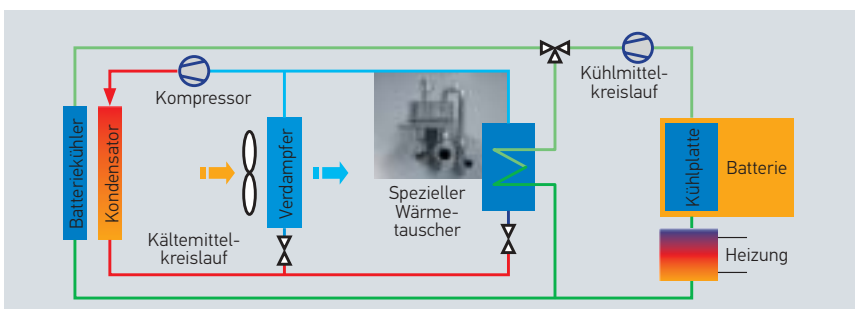 Kompressor
Kühlmittel-
kreislauf
Batteriekühler
Kondensator
Verdampfer
Spezieller
Wärme-
tauscher
Kühlplatte
Batterie
Kältemittel-
kreislauf
Heizung